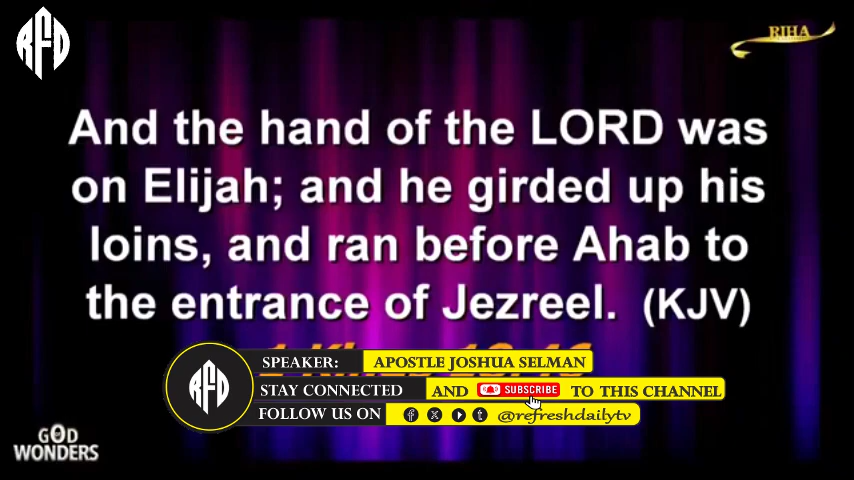 RFD
RIHA
And the hand of the LORD was
on Elijah; and he girded up his
loins, and ran before Ahab to
the entrance of Jezreel. (KJV)
RFD
SPEAKER: APOSTLE JOSHUA SELMAN
STAY CONNECTED AND SUBSCRIBE TO THIS CHANNEL
FOLLOW US ON @refreshdailytv
GOD
WONDERS